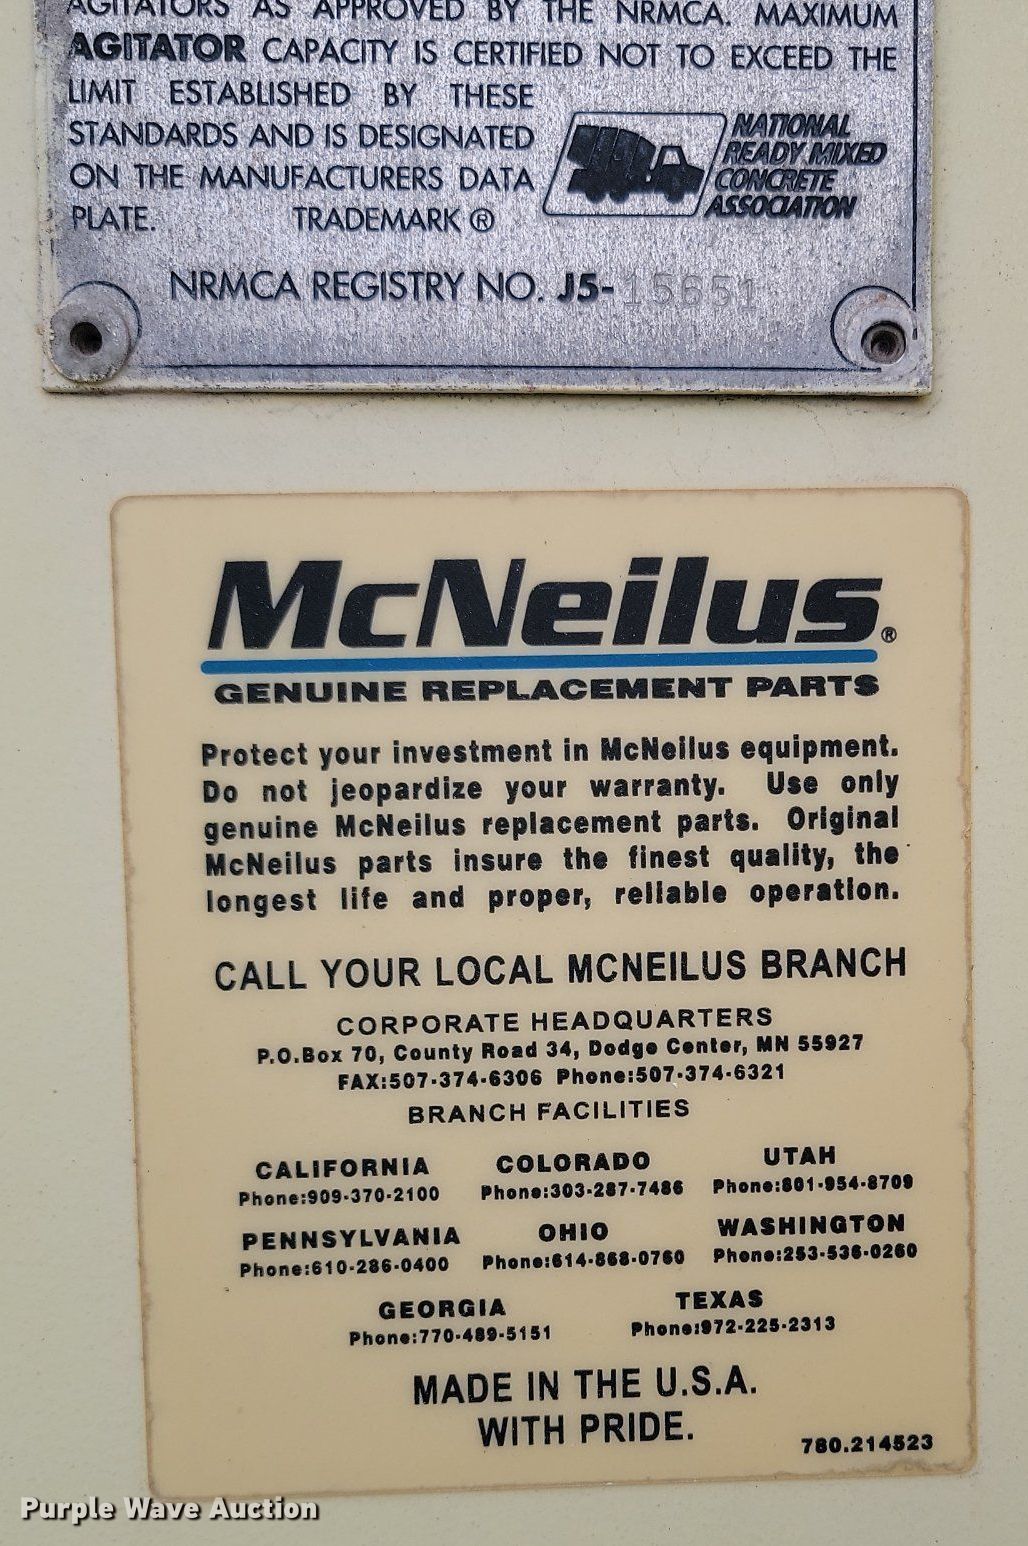 AGITATORS AS APPROVED BY THE NRMCA. MAXIMUM
AGITATOR CAPACITY IS CERTIFIED NOT TO EXCEED THE
LIMIT ESTABLISHED BY THESE
STANDARDS AND IS DESIGNATED
ON THE MANUFACTURERS DATA
PLATE. TRADEMARK ®
NATIONAL
READY MIXED
CONCRETE
ASSOCIATION
NRMCA REGISTRY NO. J5-15651
McNeilus®
GENUINE REPLACEMENT PARTS
Protect your investment in McNeilus equipment.
Do not jeopardize your warranty. Use only
genuine McNeilus replacement parts. Original
McNeilus parts insure the finest quality, the
longest life and proper, reliable operation.
CALL YOUR LOCAL MCNEILUS BRANCH
CORPORATE HEADQUARTERS
P.O.Box 70, County Road 34, Dodge Center, MN 55927
FAX:507-374-6306 Phone:507-374-6321
BRANCH FACILITIES
CALIFORNIA COLORADO UTAH
Phone:909-370-2100 Phone:303-287-7486 Phone:801-954-8709
PENNSYLVANIA OHIO WASHINGTON
Phone:610-286-0400 Phone:614-868-0760 Phone:253-536-0260
GEORGIA TEXAS
Phone:770-489-5151 Phone:972-225-2313
MADE IN THE U.S.A.
WITH PRIDE.
780.214523
Purple Wave Auction